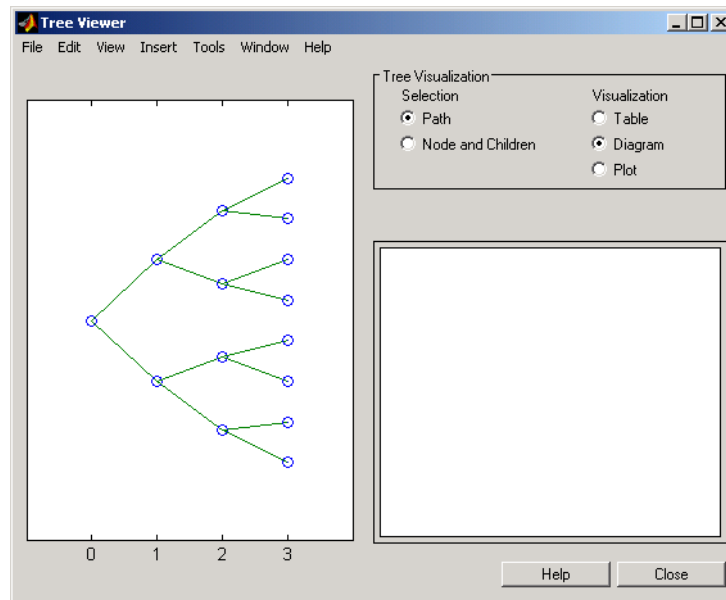 Tree Viewer
File Edit View Insert Tools Window Help
Tree Visualization
Selection
Path
Node and Children
Visualization
Table
Diagram
Plot
0 1 2 3
Help Close